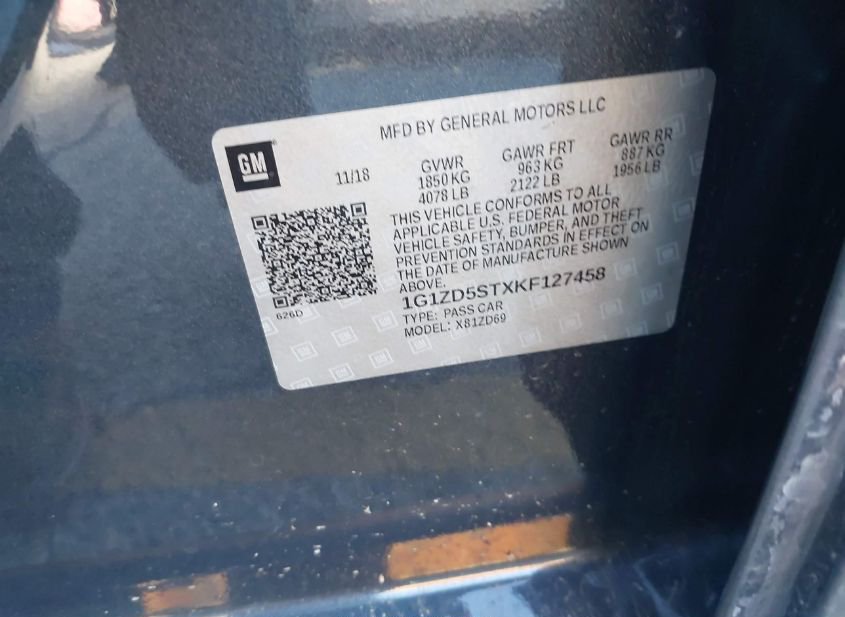 MFD BY GENERAL MOTORS LLC
GM
11/18
GVWR
1850 KG
4078 LB
GAWR FRT
963 KG
2122 LB
GAWR RR
887 KG
1956 LB
THIS VEHICLE CONFORMS TO ALL
APPLICABLE U.S. FEDERAL MOTOR
VEHICLE SAFETY, BUMPER, AND THEFT
PREVENTION STANDARDS IN EFFECT ON
THE DATE OF MANUFACTURE SHOWN
ABOVE.
626D
1G1ZD5STXKF127458
TYPE: PASS CAR
MODEL: X81ZD69